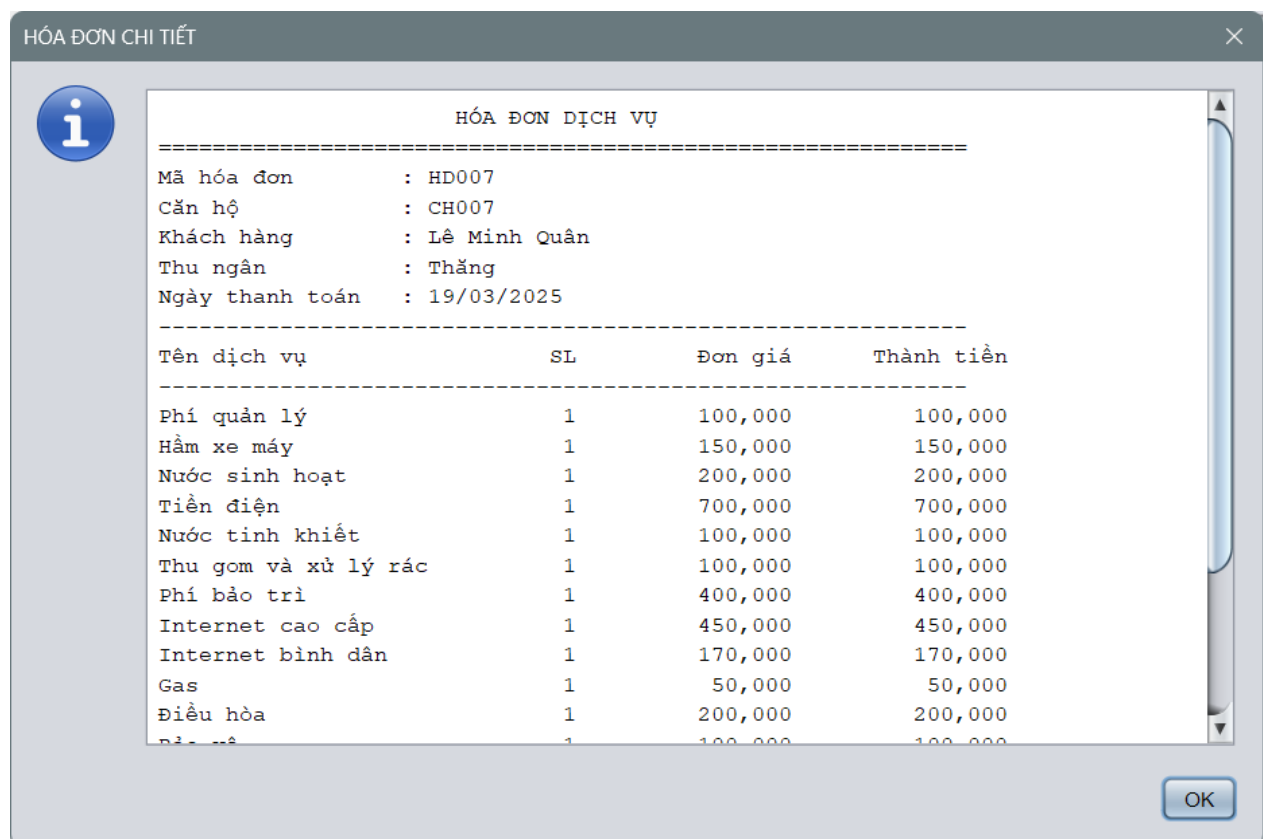 HÓA ĐƠN CHI TIẾT
HÓA ĐƠN DỊCH VỤ
============================================================
Mã hóa đơn : HD007
Căn hộ : CH007
Khách hàng : Lê Minh Quân
Thu ngân : Thăng
Ngày thanh toán : 19/03/2025
------------------------------------------------------------
Tên dịch vụ SL Đơn giá Thành tiền
------------------------------------------------------------
Phí quản lý 1 100,000 100,000
Hầm xe máy 1 150,000 150,000
Nước sinh hoạt 1 200,000 200,000
Tiền điện 1 700,000 700,000
Nước tinh khiết 1 100,000 100,000
Thu gom và xử lý rác 1 100,000 100,000
Phí bảo trì 1 400,000 400,000
Internet cao cấp 1 450,000 450,000
Internet bình dân 1 170,000 170,000
Gas 1 50,000 50,000
Điều hòa 1 200,000 200,000
1 100,000 100,000
OK